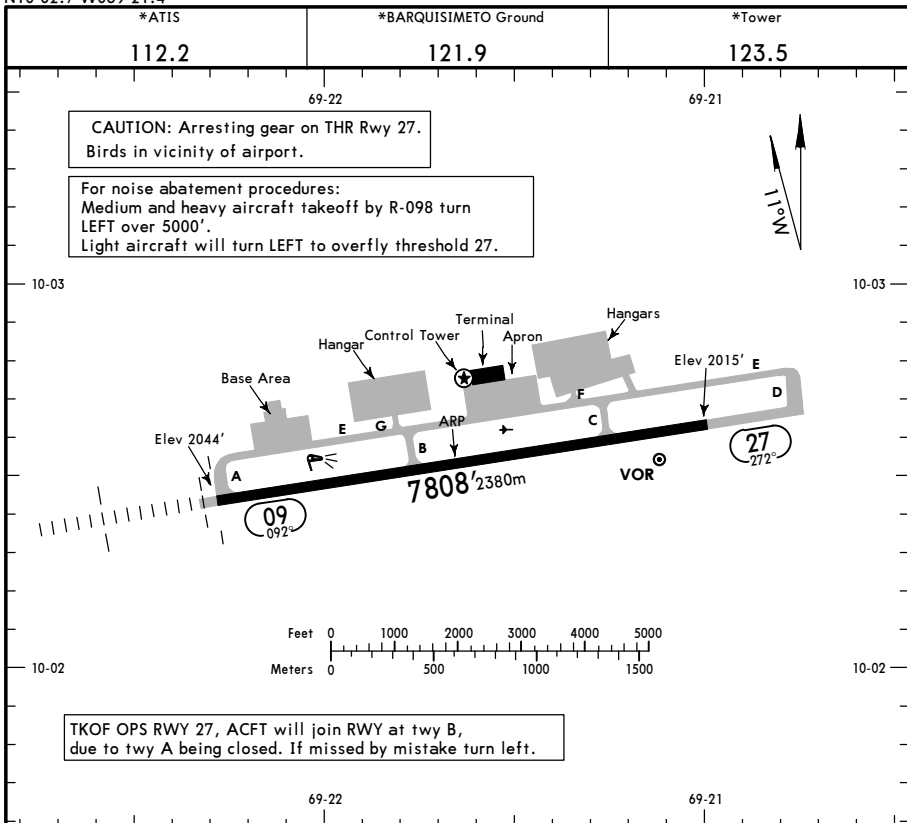 *ATIS
112.2
*BARQUISIMETO Ground
121.9
*Tower
123.5
69-22
69-21
CAUTION: Arresting gear on THR Rwy 27.
Birds in vicinity of airport.
11°W
For noise abatement procedures:
Medium and heavy aircraft takeoff by R-098 turn
LEFT over 5000'.
Light aircraft will turn LEFT to overfly threshold 27.
10-03
10-03
Hangars
Terminal
Control Tower
Apron
Hangar
Elev 2015'
E
Base Area
F
D
ARP
E
G
C
Elev 2044'
B
27
272°
A
VOR
7808' 2380m
09
092°
Feet 0 1000 2000 3000 4000 5000
Meters 0 500 1000 1500
10-02
10-02
TKOF OPS RWY 27, ACFT will join RWY at twy B,
due to twy A being closed. If missed by mistake turn left.
69-22
69-21